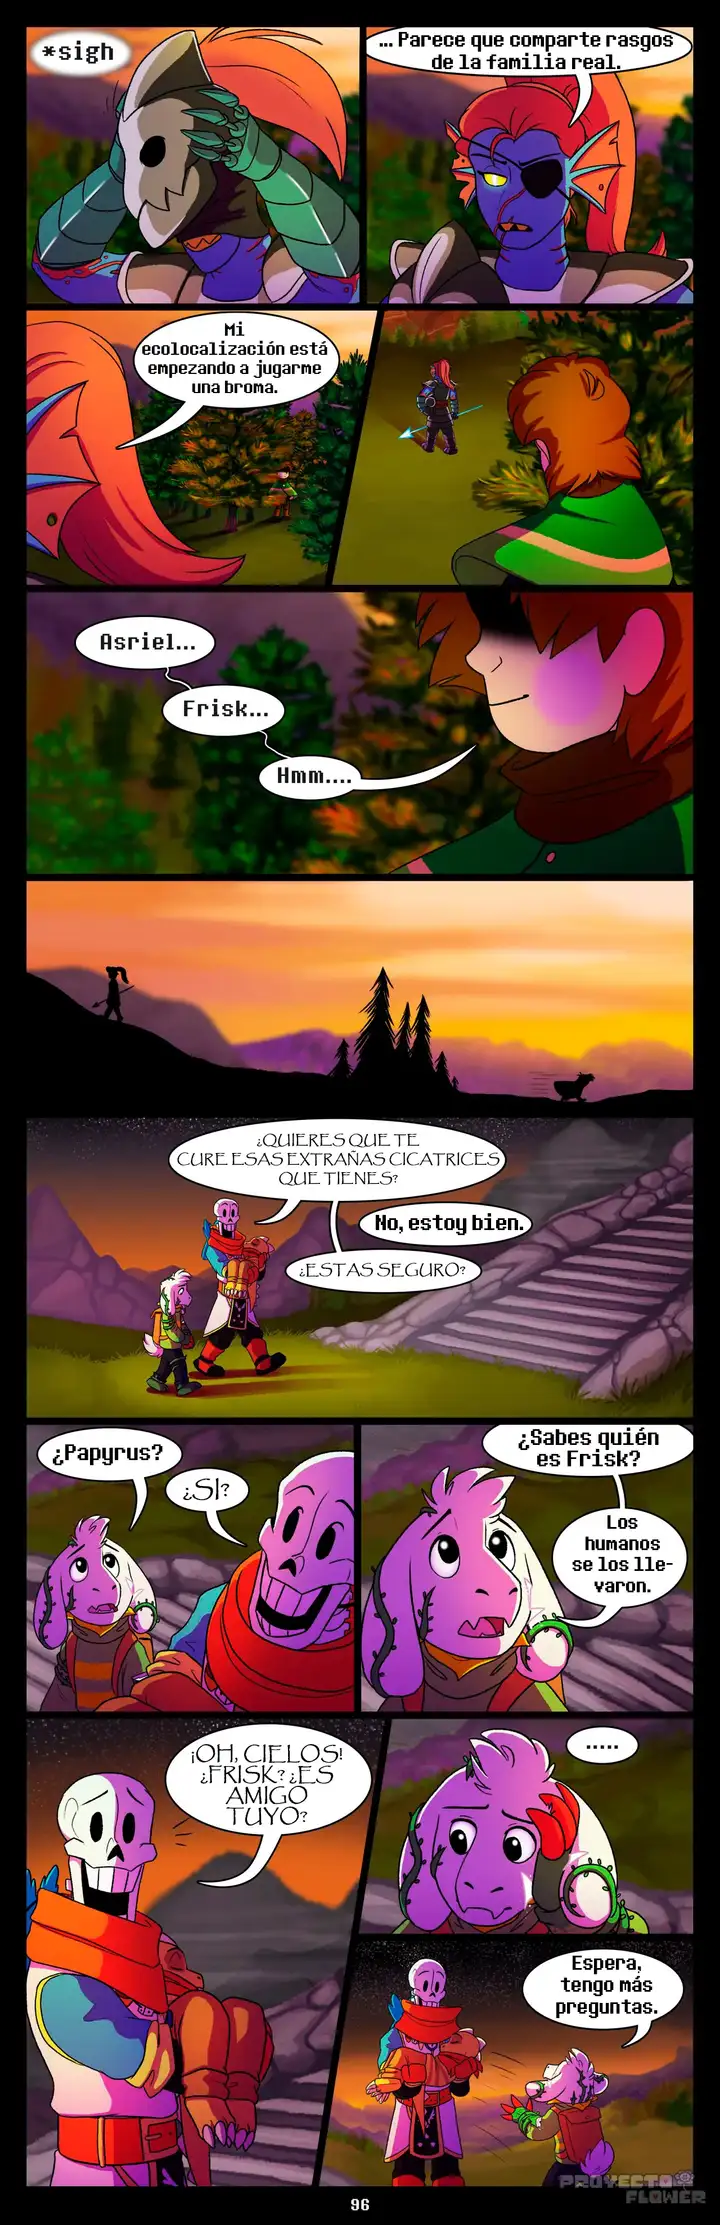 *sigh
... Parece que comparte rasgos
de la familia real.
Mi
ecolocalización está
empezando a jugarme
una broma.
Asriel...
Frisk...
Hmm....
¿QUIERES QUE TE
CURE ESAS EXTRAÑAS CICATRICES
QUE TIENES?
No, estoy bien.
¿ESTAS SEGURO?
¿Papyrus?
¿SI?
¿Sabes quién
es Frisk?
Los
humanos
se los lle-
varon.
¡OH, CIELOS!
¿FRISK? ¿ES
AMIGO
TUYO?
.....
Espera,
tengo más
preguntas.
PROYECTO
FLOWER
96